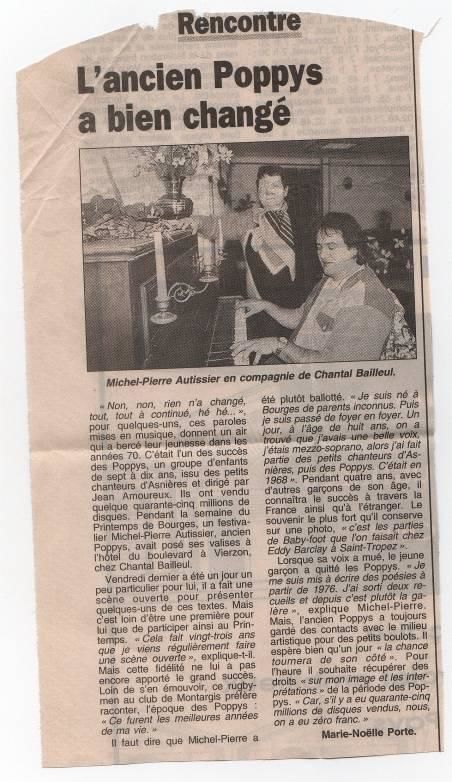 Rencontre
L'ancien Poppys
a bien changé
Michel-Pierre Autissier en compagnie de Chantal Bailleul.
« Non, non, rien n'a changé,
tout, tout à continué, hé hé... »,
pour quelques-uns, ces paroles
mises en musique, donnent un air
qui a bercé leur jeunesse dans les
années 70. C'était l'un des succès
des Poppys, un groupe d'enfants
de sept à dix ans, issu des petits
chanteurs d'Asnières et dirigé par
Jean Amoureux. Ils ont vendu
quelque quarante-cinq millions de
disques. Pendant la semaine du
Printemps de Bourges, un festiva-
lier Michel-Pierre Autissier, ancien
Poppys, avait posé ses valises à
l'hôtel du boulevard à Vierzon,
chez Chantal Bailleul.
Vendredi dernier a été un jour un
peu particulier pour lui, il a fait une
scène ouverte pour présenter
quelques-uns de ces textes. Mais
c'est loin d'être une première pour
lui que de participer ainsi au Prin-
temps. « Cela fait vingt-trois ans
que je viens régulièrement faire
une scène ouverte », explique-t-il.
Mais cette fidélité ne lui a pas
encore apporté le grand succès.
Loin de s'en émouvoir, ce rugby-
men au club de Montargis préfère
raconter, l'époque des Poppys :
« Ce furent les meilleures années
de ma vie. »
Il faut dire que Michel-Pierre a
été plutôt ballotté. « Je suis né à
Bourges de parents inconnus. Puis
je suis passé de foyer en foyer. Un
jour, à l'âge de huit ans, on a
trouvé que j'avais une belle voix,
j'étais mezzo-soprano, alors j'ai fait
partie des petits chanteurs d'As-
nières, puis des Poppys. C'était en
1968 ». Pendant quatre ans, avec
d'autres garçons de son âge, il
connaîtra le succès à travers la
France ainsi qu'à l'étranger. Le
souvenir le plus fort qu'il conserve
sur une photo, « c'est les parties
de Baby-foot que l'on faisait chez
Eddy Barclay à Saint-Tropez ».
Lorsque sa voix a mué, le jeune
garçon a quitté les Poppys. « Je
me suis mis à écrire des poésies à
partir de 1976. J'ai sorti deux re-
cueils et depuis c'est plutôt la ga-
lère », explique Michel-Pierre.
Mais, l'ancien Poppys a toujours
gardé des contacts avec le milieu
artistique pour des petits boulots. Il
espère bien qu'un jour « la chance
tournera de son côté ». Pour
l'heure il souhaite récupérer des
droits « sur mon image et les inter-
prétations » de la période des Pop-
pys. « Car, s'il y a eu quarante-cinq
millions de disques vendus, nous,
on a eu zéro franc. »
Marie-Noëlle Porte.